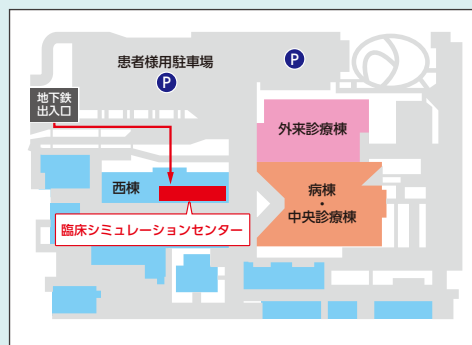 患者様用駐車場
P
P
地下鉄
出入口
外来診療棟
西棟
病棟
・
中央診療棟
臨床シミュレーションセンター